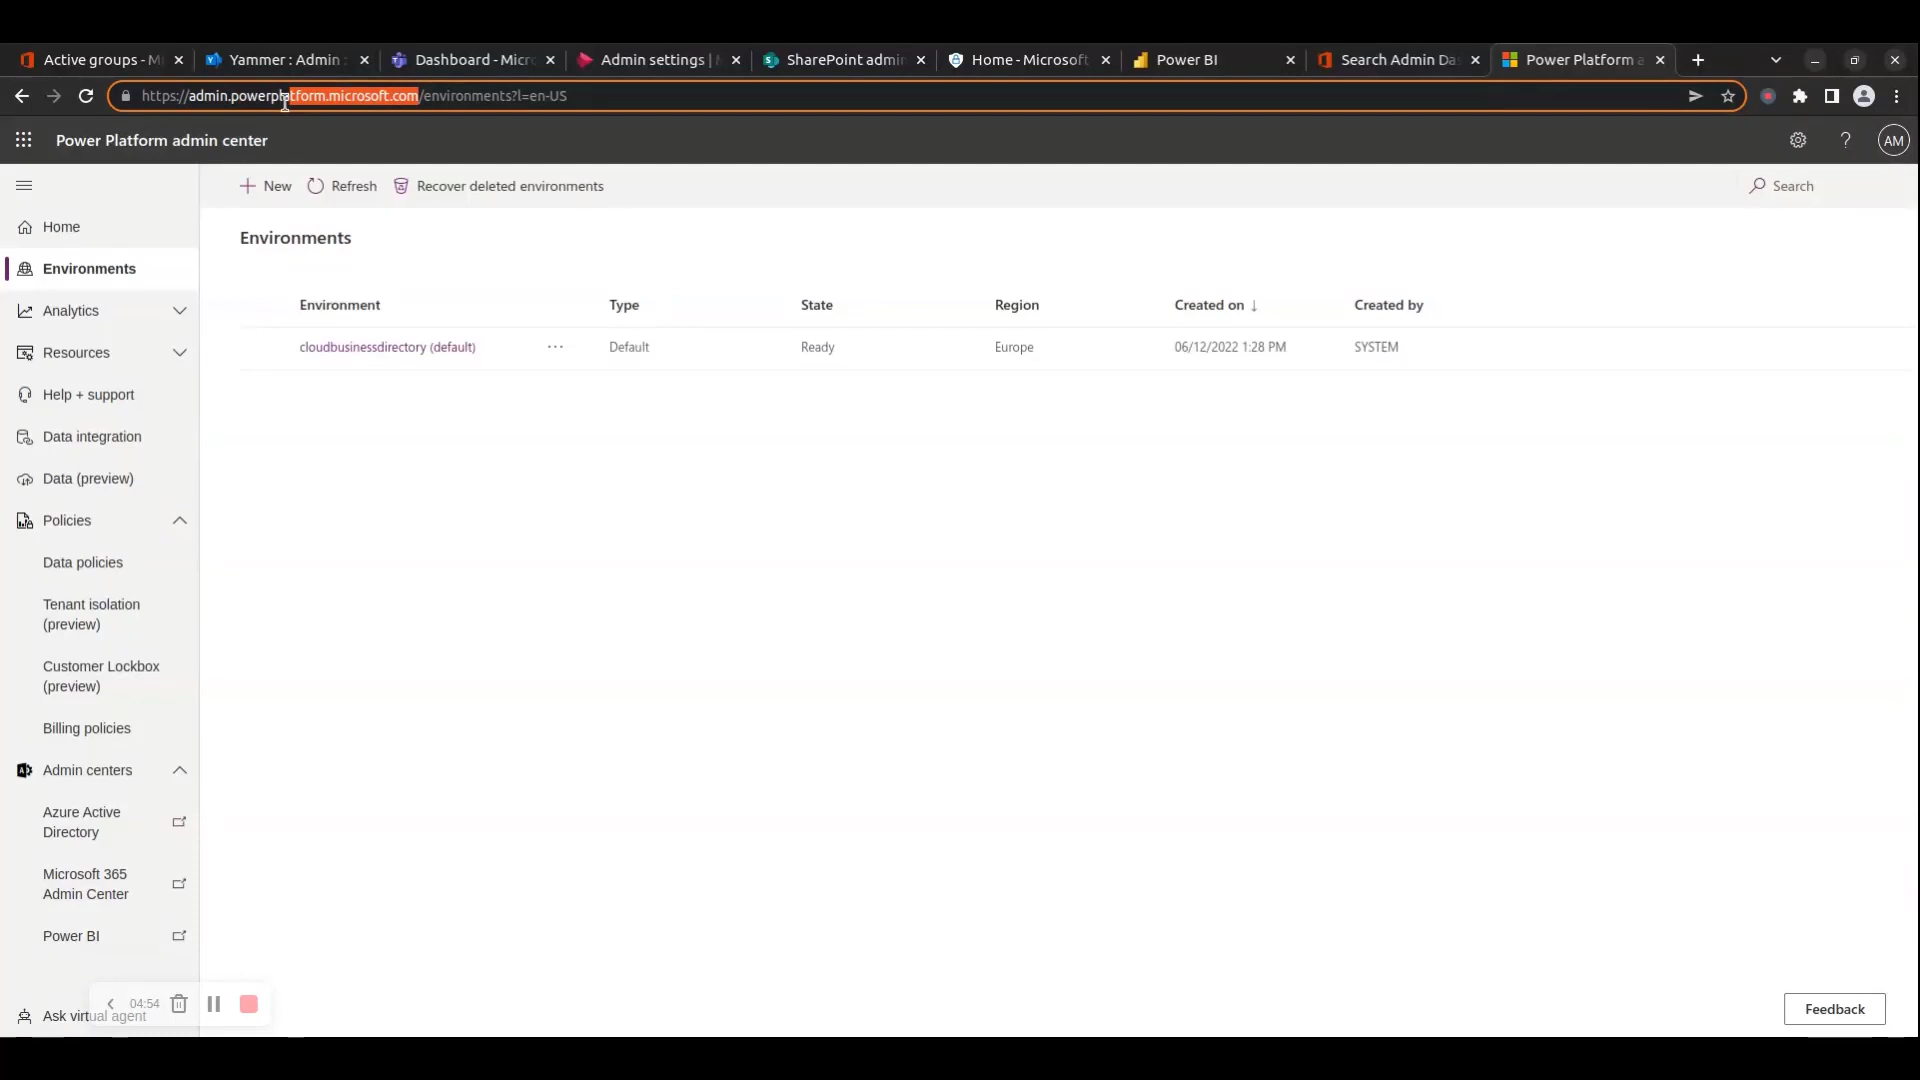 Active groups - M
Yammer : Admin
Dashboard - Micr
Admin settings |
SharePoint admin
Home - Microsoft
Power BI
Search Admin Da
Power Platform a
https://admin.powerplatform.microsoft.com/environments?l=en-US
Power Platform admin center
?
AM
New
Refresh
Recover deleted environments
Search
Home
Environments
Analytics
Resources
Help + support
Data integration
Data (preview)
Policies
Data policies
Tenant isolation
(preview)
Customer Lockbox
(preview)
Billing policies
Admin centers
Azure Active
Directory
Microsoft 365
Admin Center
Power BI
Ask virtual agent
04:54
Environments
Environment Type State Region Created on ↓ Created by
cloudbusinessdirectory (default) ··· Default Ready Europe 06/12/2022 1:28 PM SYSTEM
Feedback